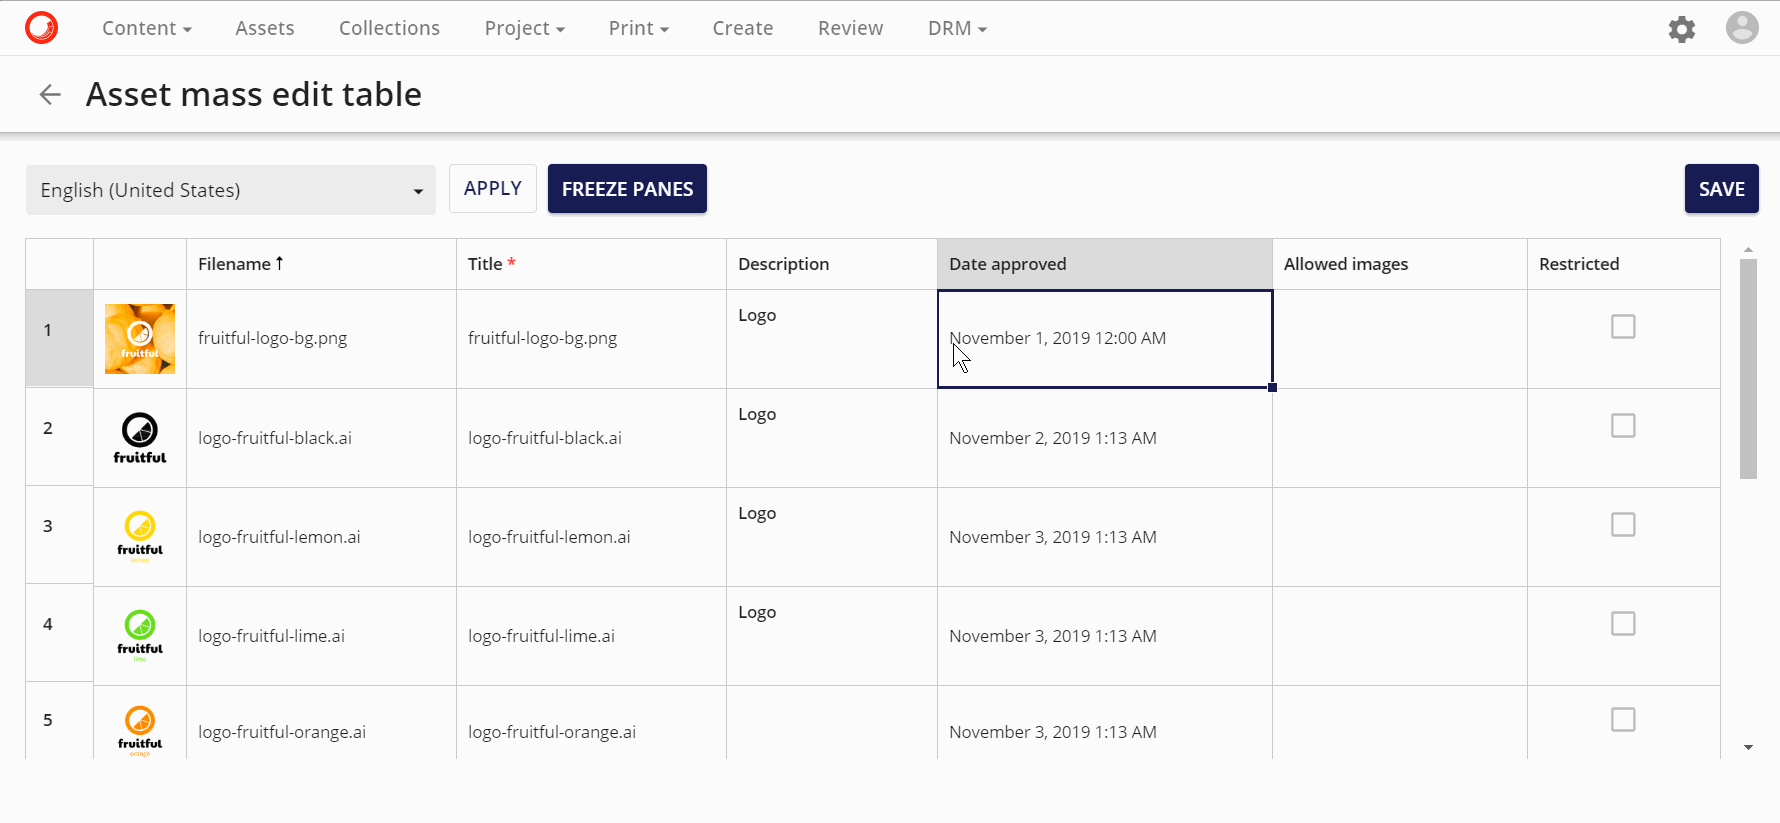 Content Assets Collections Project Print Create Review DRM
Asset mass edit table
English (United States) APPLY FREEZE PANES SAVE
Filename ↑ Title * Description Date approved Allowed images Restricted
1 fruitful fruitful-logo-bg.png fruitful-logo-bg.png Logo November 1, 2019 12:00 AM
2 fruitful logo-fruitful-black.ai logo-fruitful-black.ai Logo November 2, 2019 1:13 AM
3 fruitful logo-fruitful-lemon.ai logo-fruitful-lemon.ai Logo November 3, 2019 1:13 AM
lemon
4 fruitful logo-fruitful-lime.ai logo-fruitful-lime.ai Logo November 3, 2019 1:13 AM
lime
5 fruitful logo-fruitful-orange.ai logo-fruitful-orange.ai November 3, 2019 1:13 AM
orange